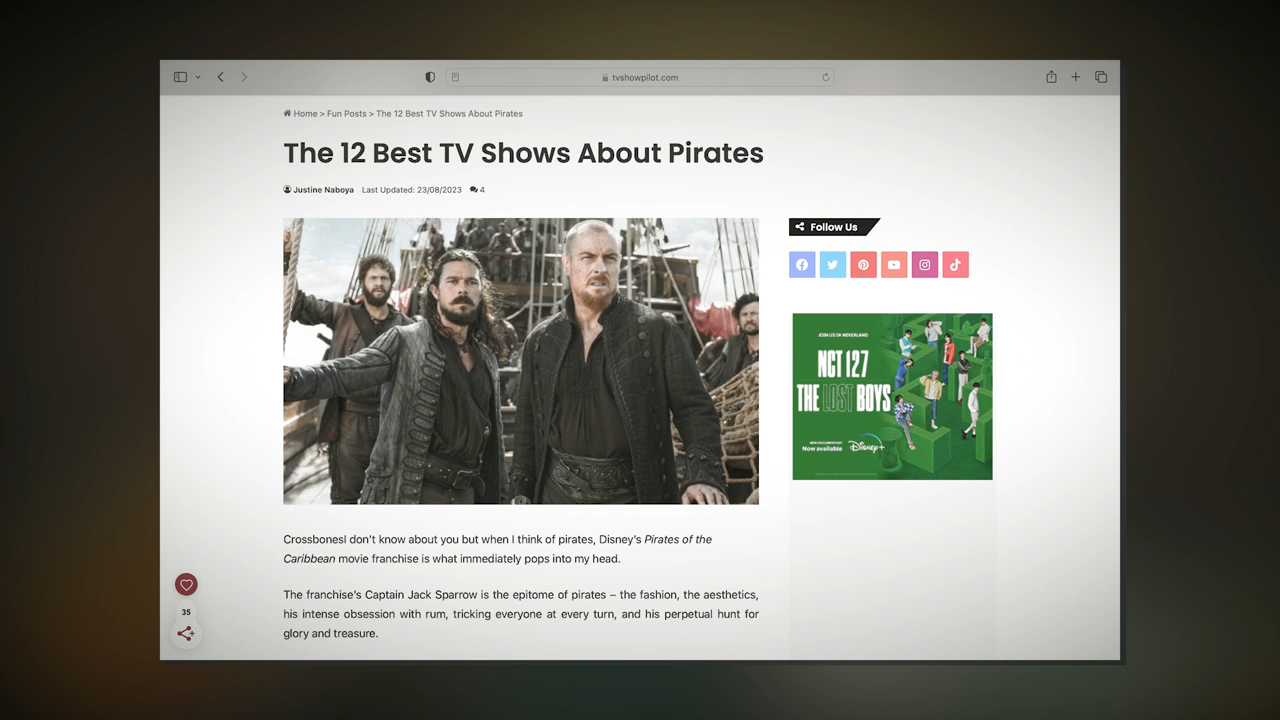 tvshowpilot.com
Home > Fun Posts > The 12 Best TV Shows About Pirates
The 12 Best TV Shows About Pirates
Justine Naboya Last Updated: 23/08/2023 4
Follow Us
JOIN US IN NEVERLAND
NCT 127
THE LOST BOYS
NEW DOCUMENTARY
Now available Disney+
CrossbonesI don't know about you but when I think of pirates, Disney's Pirates of the
Caribbean movie franchise is what immediately pops into my head.
The franchise's Captain Jack Sparrow is the epitome of pirates – the fashion, the aesthetics,
his intense obsession with rum, tricking everyone at every turn, and his perpetual hunt for
glory and treasure.
35